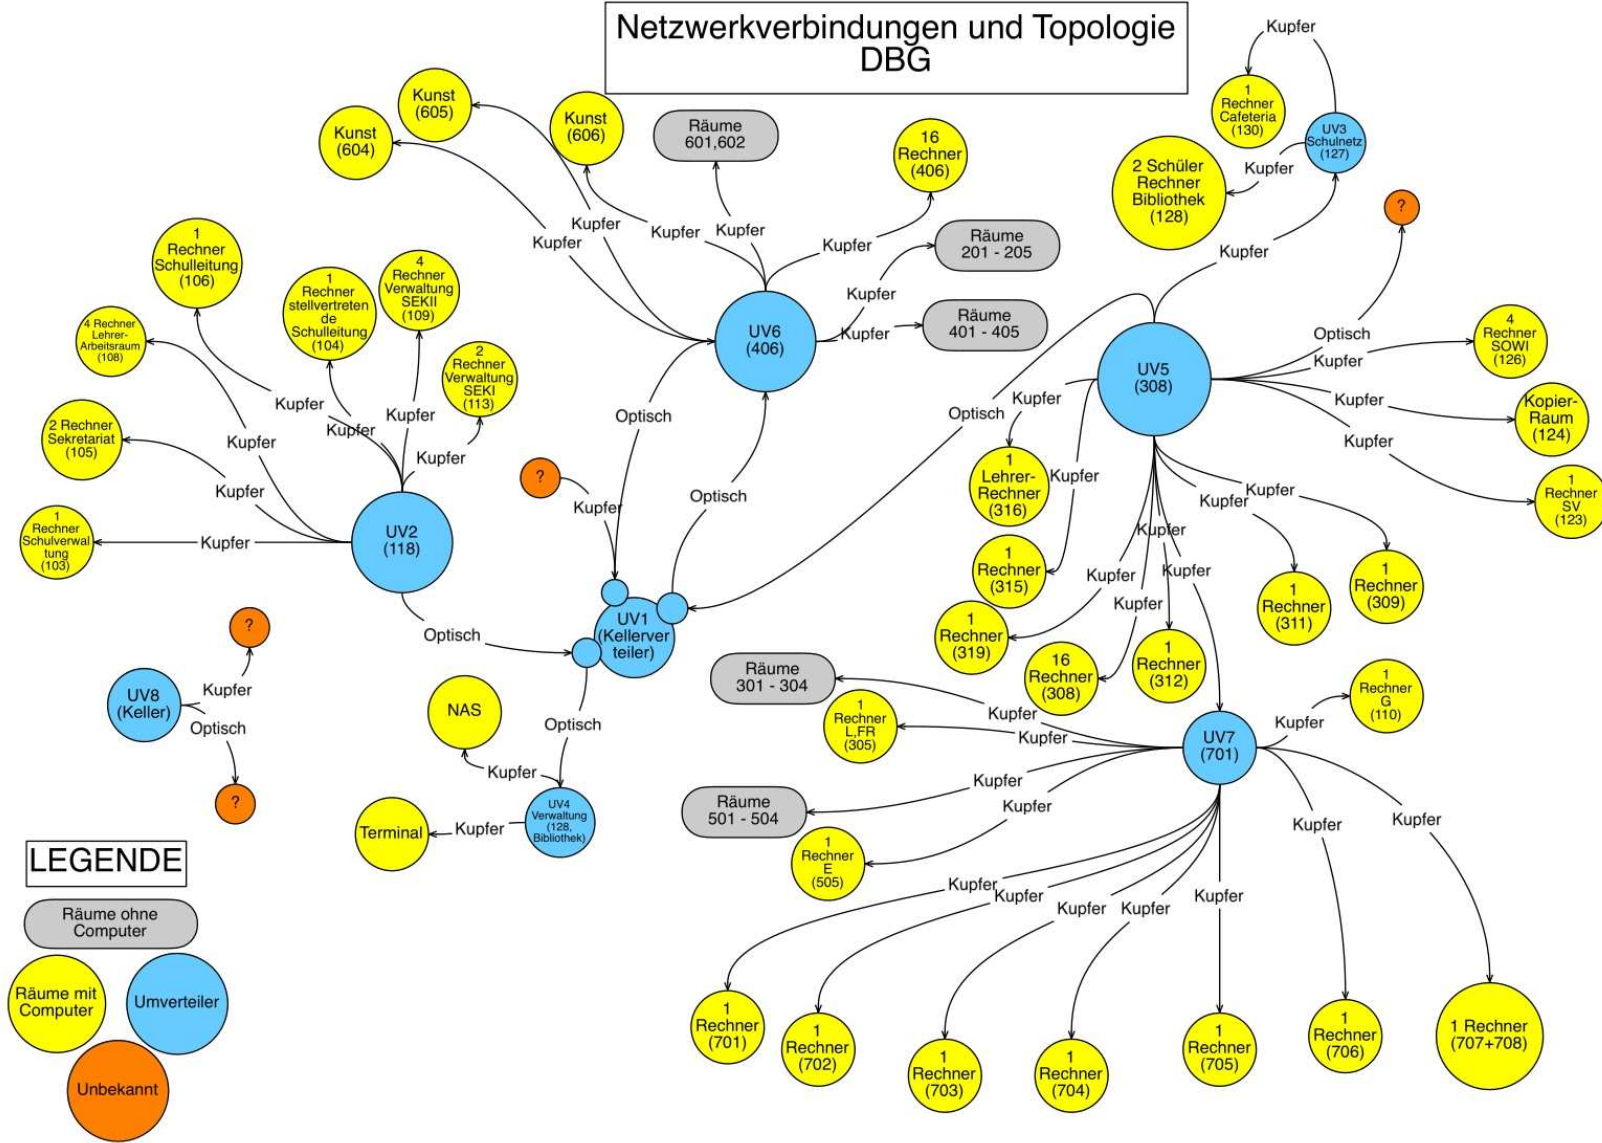 Netzwerkverbindungen und Topologie
DBG
Kupfer
1
Rechner
Cafeteria
(130)
UV3
Schulnetz
(127)
Kupfer
2 Schüler
Rechner
Bibliothek
(128)
Kupfer
?
Kunst
(605)
Kunst
(604)
Kunst
(606)
Räume
601,602
16
Rechner
(406)
Kupfer
Kupfer
Kupfer
Kupfer
Kupfer
Räume
201 - 205
Kupfer
Räume
401 - 405
Kupfer
UV6
(406)
1
Rechner
Schulleitung
(106)
1
Rechner
stellvertreten
de
Schulleitung
(104)
4
Rechner
Verwaltung
SEKII
(109)
4 Rechner
Lehrer-
Arbeitsraum
(108)
2
Rechner
Verwaltung
SEKI
(113)
2 Rechner
Sekretariat
(105)
1
Rechner
Schulverwal
tung
(103)
Kupfer
Kupfer
Kupfer
Kupfer
Kupfer
Kupfer
Kupfer
UV2
(118)
Optisch
Optisch
Optisch
Optisch
?
Kupfer
UV1
(Kellerver
teiler)
Optisch
UV5
(308)
Optisch
Kupfer
4
Rechner
SOWI
(126)
Kupfer
Kopier-
Raum
(124)
Kupfer
1
Rechner
SV
(123)
Kupfer
1
Lehrer-
Rechner
(316)
Kupfer
1
Rechner
(315)
Kupfer
1
Rechner
(319)
Kupfer
16
Rechner
(308)
Kupfer
1
Rechner
(312)
Kupfer
Kupfer
1
Rechner
(311)
Kupfer
1
Rechner
(309)
?
UV8
(Keller)
Kupfer
Optisch
?
NAS
Kupfer
Terminal
Kupfer
UV4
Verwaltung
(128,
Bibliothek)
Räume
301 - 304
Kupfer
1
Rechner
L,FR
(305)
Kupfer
Räume
501 - 504
Kupfer
1
Rechner
E
(505)
Kupfer
UV7
(701)
Kupfer
1
Rechner
G
(110)
Kupfer
Kupfer
Kupfer
Kupfer
Kupfer
Kupfer
Kupfer
1
Rechner
(701)
1
Rechner
(702)
1
Rechner
(703)
1
Rechner
(704)
1
Rechner
(705)
1
Rechner
(706)
1 Rechner
(707+708)
LEGENDE
Räume ohne
Computer
Räume mit
Computer
Umverteiler
Unbekannt